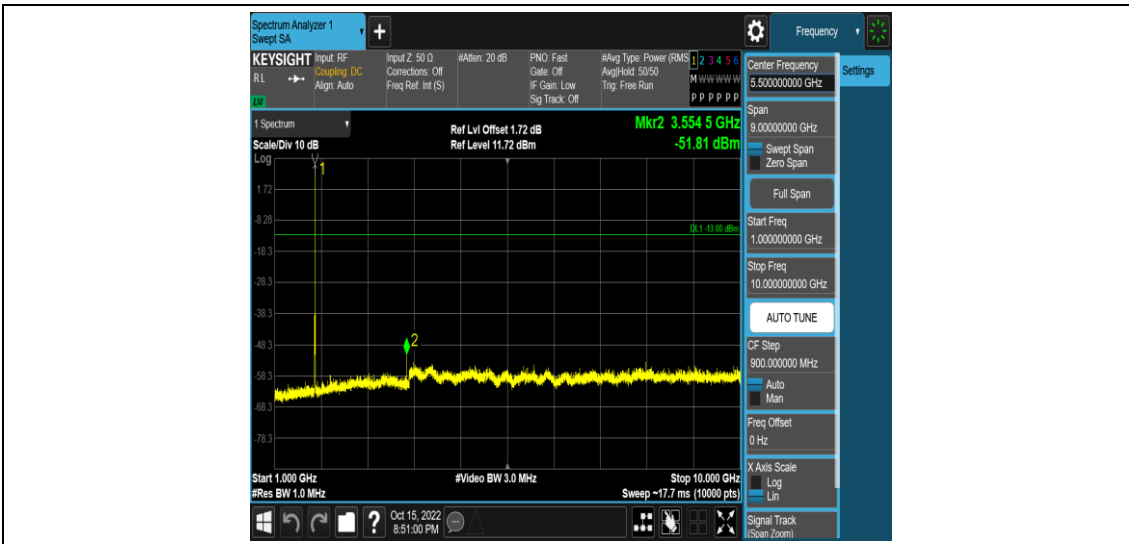 Spectrum Analyzer 1
Swept SA
Frequency
KEYSIGHT
RL
LXI
Input: RF
Coupling: DC
Align: Auto
Input Z: 50 Ω
Corrections: Off
Freq Ref: Int (S)
#Atten: 20 dB
PNO: Fast
Gate: Off
IF Gain: Low
Sig Track: Off
#Avg Type: Power (RMS
Avg|Hold: 50/50
Trig: Free Run
1 2 3 4 5 6
M W W W W W
P P P P P P
1 Spectrum
Scale/Div 10 dB
Log
Ref Lvl Offset 1.72 dB
Ref Level 11.72 dBm
Mkr2 3.554 5 GHz
-51.81 dBm
1
1.72
-8.28
DL1 -13.00 dBm
-18.3
-28.3
-38.3
-48.3
2
-58.3
-68.3
-78.3
Start 1.000 GHz
#Res BW 1.0 MHz
#Video BW 3.0 MHz
Stop 10.000 GHz
Sweep ~17.7 ms (10000 pts)
Center Frequency
5.500000000 GHz
Settings
Span
9.00000000 GHz
Swept Span
Zero Span
Full Span
Start Freq
1.000000000 GHz
Stop Freq
10.000000000 GHz
AUTO TUNE
CF Step
900.000000 MHz
Auto
Man
Freq Offset
0 Hz
X Axis Scale
Log
Lin
Signal Track
(Span Zoom)
?
Oct 15, 2022
8:51:00 PM